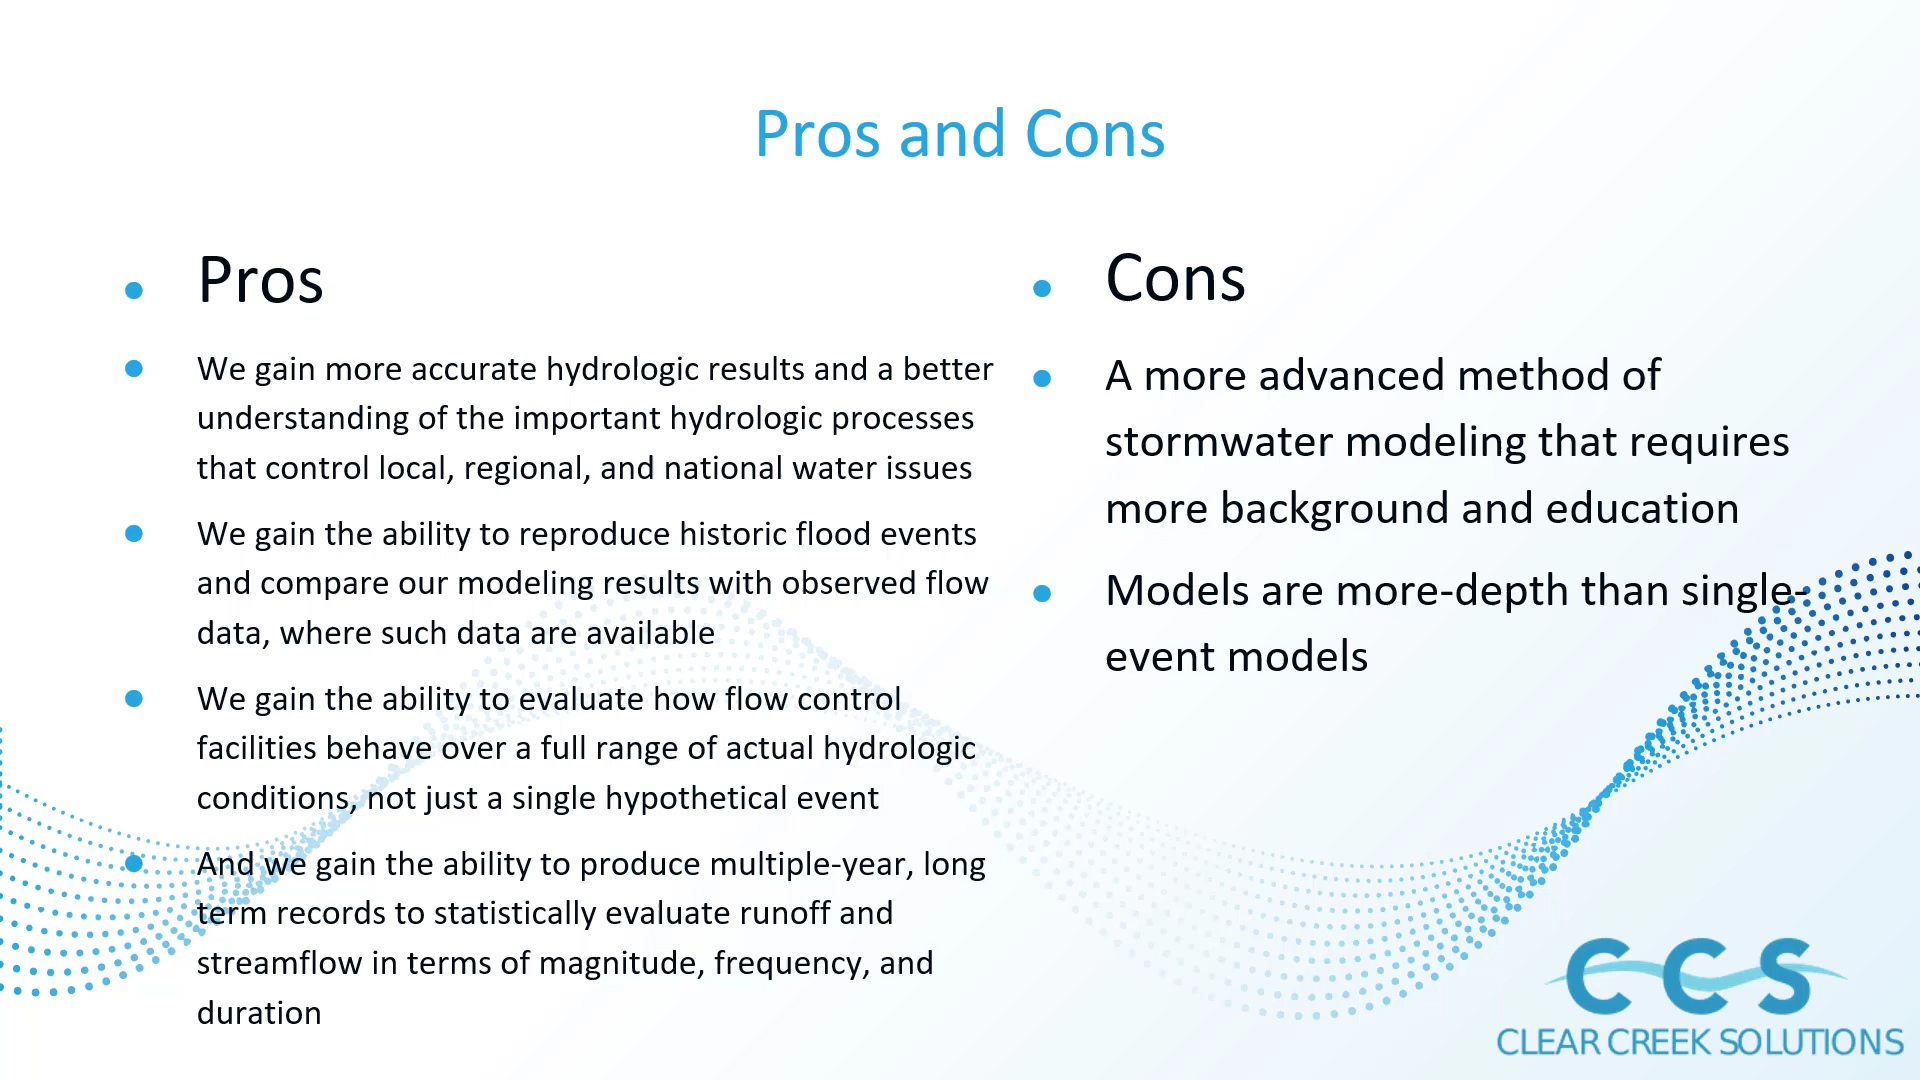 Pros and Cons
Pros
We gain more accurate hydrologic results and a better
understanding of the important hydrologic processes
that control local, regional, and national water issues
We gain the ability to reproduce historic flood events
and compare our modeling results with observed flow
data, where such data are available
We gain the ability to evaluate how flow control
facilities behave over a full range of actual hydrologic
conditions, not just a single hypothetical event
And we gain the ability to produce multiple-year, long
term records to statistically evaluate runoff and
streamflow in terms of magnitude, frequency, and
duration
Cons
A more advanced method of
stormwater modeling that requires
more background and education
Models are more-depth than single-
event models
CCS
CLEAR CREEK SOLUTIONS